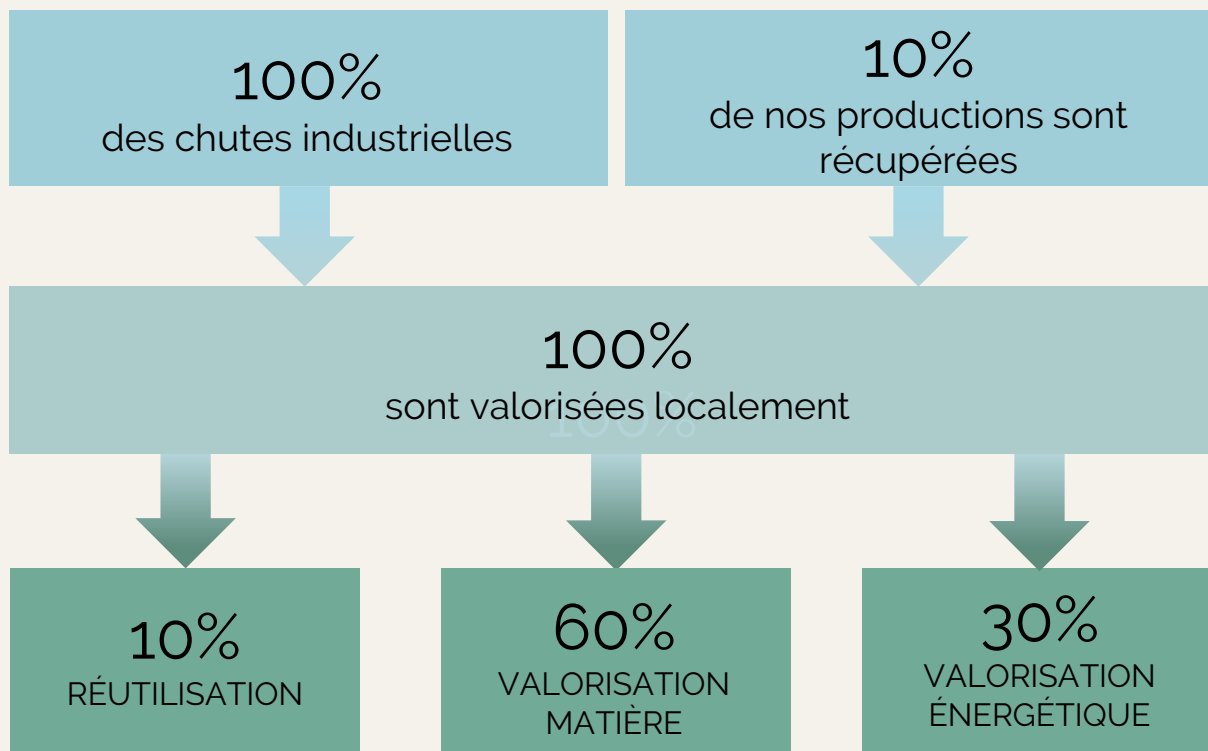 100%
des chutes industrielles
10%
de nos productions sont
récupérées
100%
sont valorisées localement
100%
10%
RÉUTILISATION
60%
VALORISATION
MATIÈRE
30%
VALORISATION
ÉNERGÉTIQUE